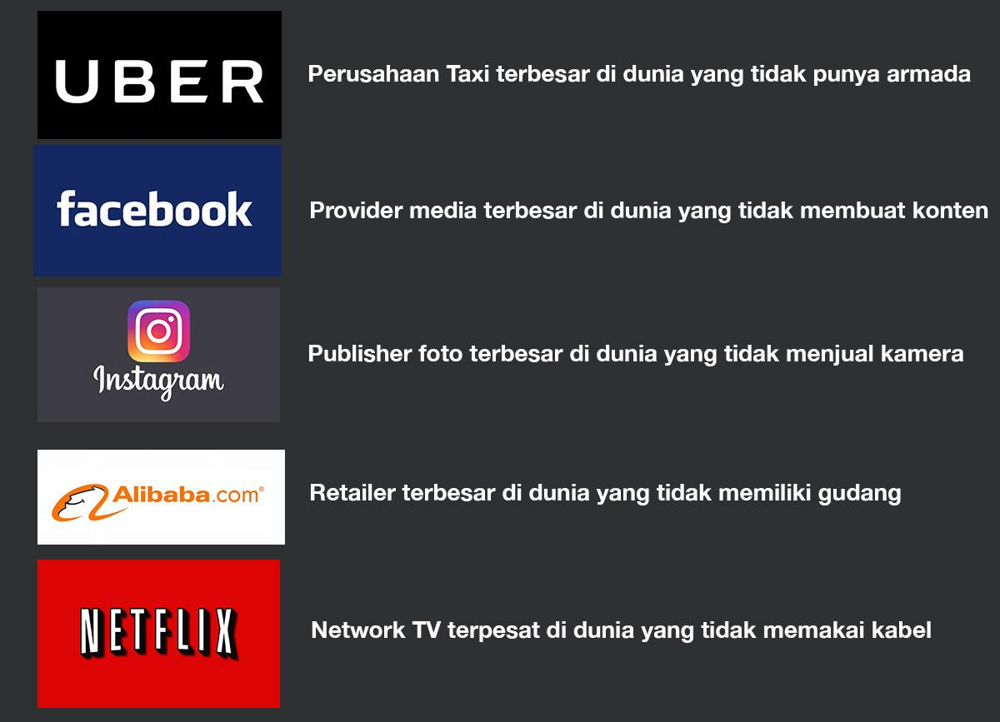 UBER
Perusahaan Taxi terbesar di dunia yang tidak punya armada
facebook
Provider media terbesar di dunia yang tidak membuat konten
Instagram
Publisher foto terbesar di dunia yang tidak menjual kamera
Alibaba.com®
Retailer terbesar di dunia yang tidak memiliki gudang
NETFLIX
Network TV terpesat di dunia yang tidak memakai kabel